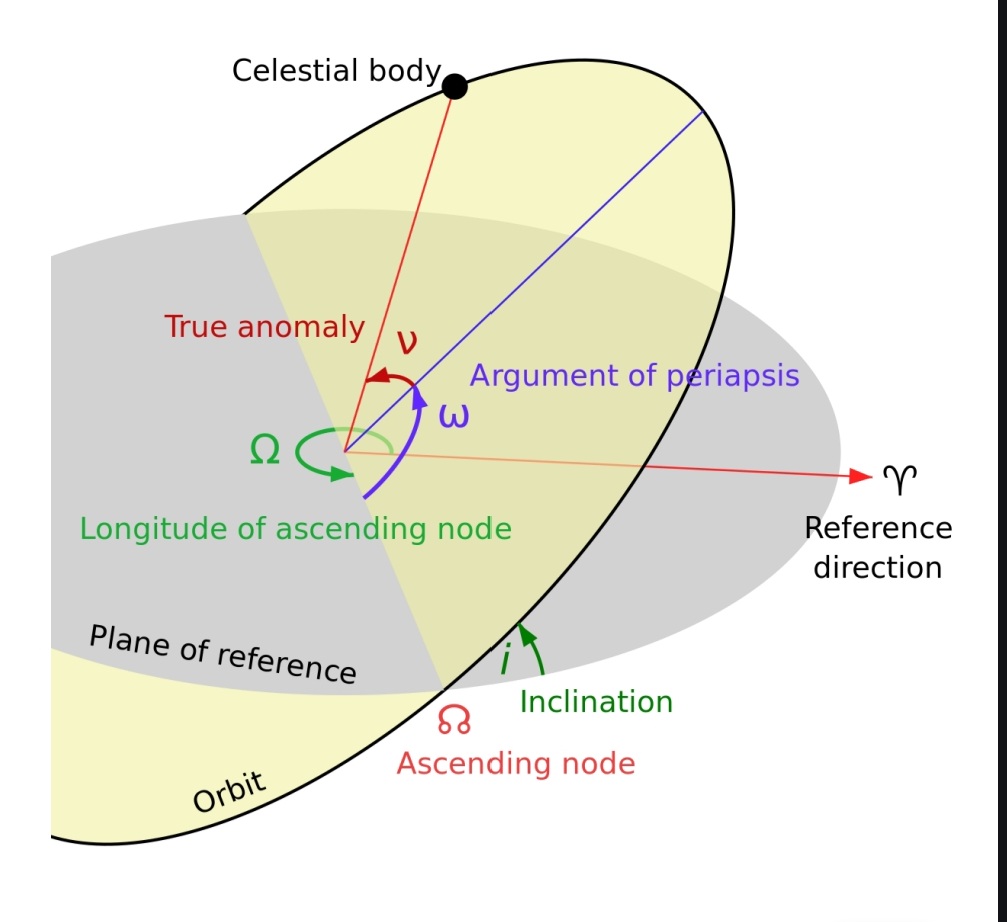 Celestial body
True anomaly
ν
Argument of periapsis
ω
Ω
♈
Reference
direction
Longitude of ascending node
Plane of reference
i
Inclination
☊
Ascending node
Orbit